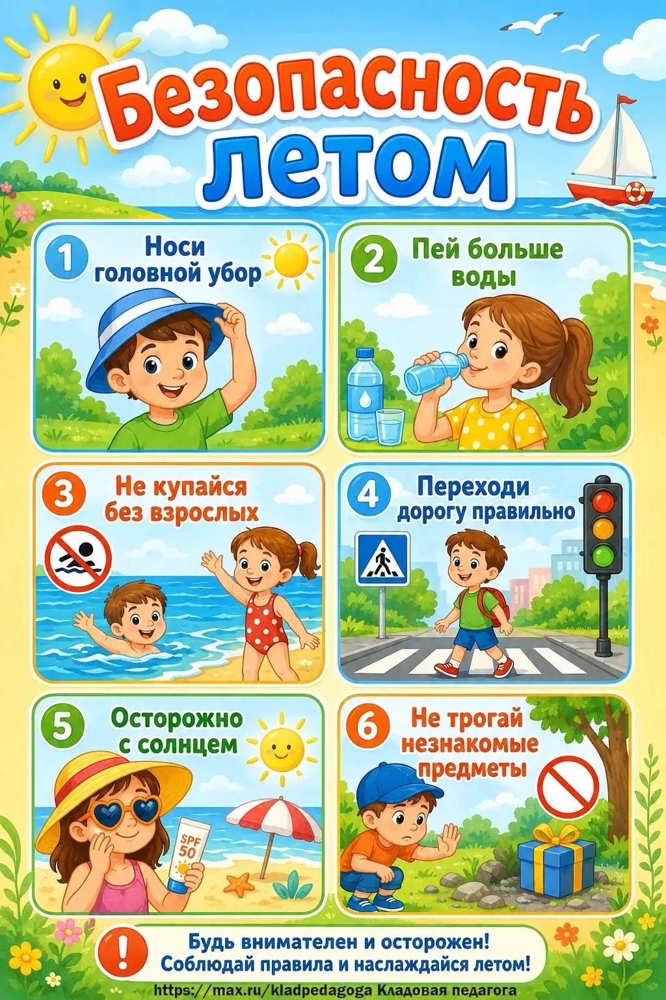 Безопасность
летом
1
Носи
головной убор
2
Пей больше
воды
3
Не купайся
без взрослых
4
Переходи
дорогу правильно
5
Осторожно
с солнцем
SPF
50
6
Не трогай
незнакомые
предметы
!
Будь внимателен и осторожен!
Соблюдай правила и наслаждайся летом!
https://max.ru/kladpedagoga Кладовая педагога